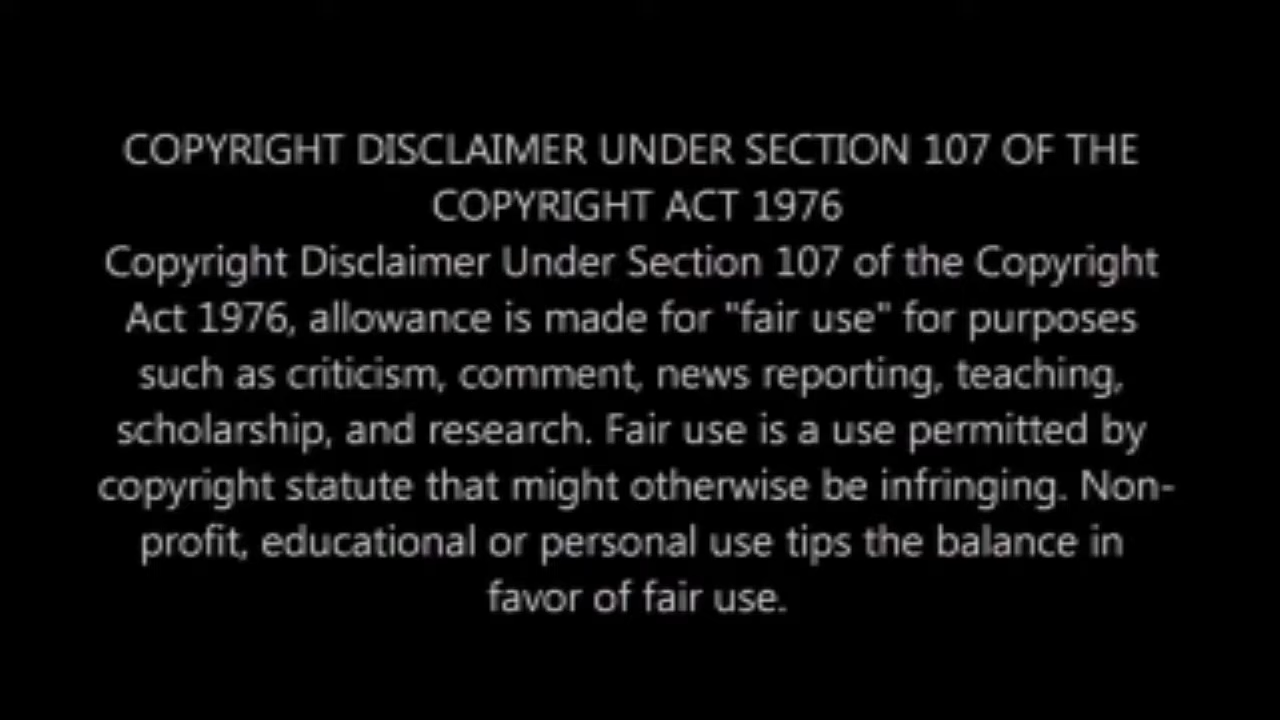 COPYRIGHT DISCLAIMER UNDER SECTION 107 OF THE
COPYRIGHT ACT 1976
Copyright Disclaimer Under Section 107 of the Copyright
Act 1976, allowance is made for "fair use" for purposes
such as criticism, comment, news reporting, teaching,
scholarship, and research. Fair use is a use permitted by
copyright statute that might otherwise be infringing. Non-
profit, educational or personal use tips the balance in
favor of fair use.